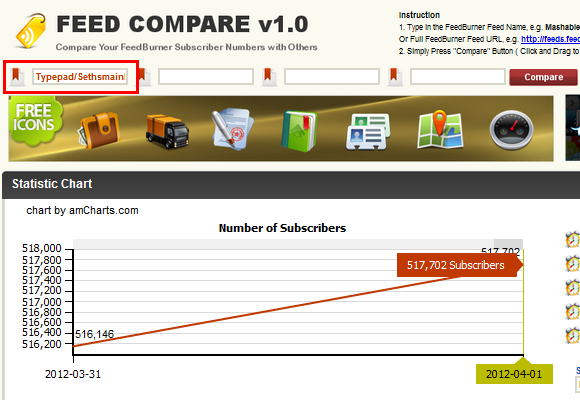 FEED COMPARE v1.0
Compare Your FeedBurner Subscriber Numbers with Others
Instruction
1. Type in the FeedBurner Feed Name, e.g. Mashable
Or Full FeedBurner Feed URL, e.g. http://feeds.feed
2. Simply Press "Compare" Button ( Click and Drag to
Typepad/Sethsmain
Compare
FREE
ICONS
Statistic Chart
chart by amCharts.com
Number of Subscribers
518,000
517,800
517,600
517,400
517,200
517,000
516,800
516,600
516,400
516,200
516,146
517,702
517,702 Subscribers
2012-03-31
2012-04-01
S